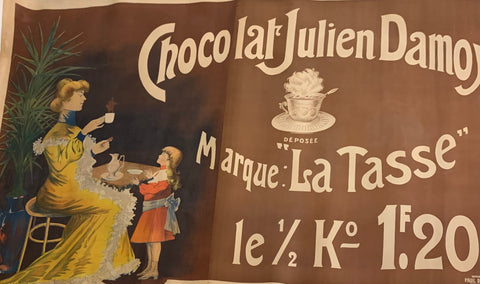 Chocolat Julien Damoy
DÉPOSÉE
Marque: "La Tasse"
le 1/2 Ko 1F.20